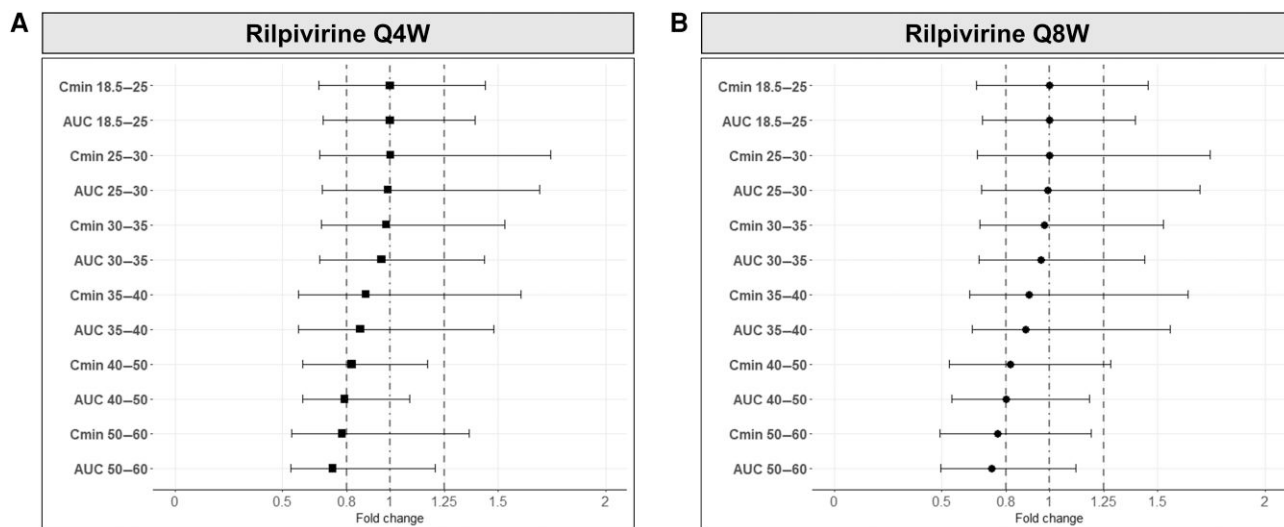 A
Rilpivirine Q4W
Cmin 18.5–25
AUC 18.5–25
Cmin 25–30
AUC 25–30
Cmin 30–35
AUC 30–35
Cmin 35–40
AUC 35–40
Cmin 40–50
AUC 40–50
Cmin 50–60
AUC 50–60
0 0.5 0.8 1 1.25 1.5 2
Fold change
B
Rilpivirine Q8W
Cmin 18.5–25
AUC 18.5–25
Cmin 25–30
AUC 25–30
Cmin 30–35
AUC 30–35
Cmin 35–40
AUC 35–40
Cmin 40–50
AUC 40–50
Cmin 50–60
AUC 50–60
0 0.5 0.8 1 1.25 1.5 2
Fold change